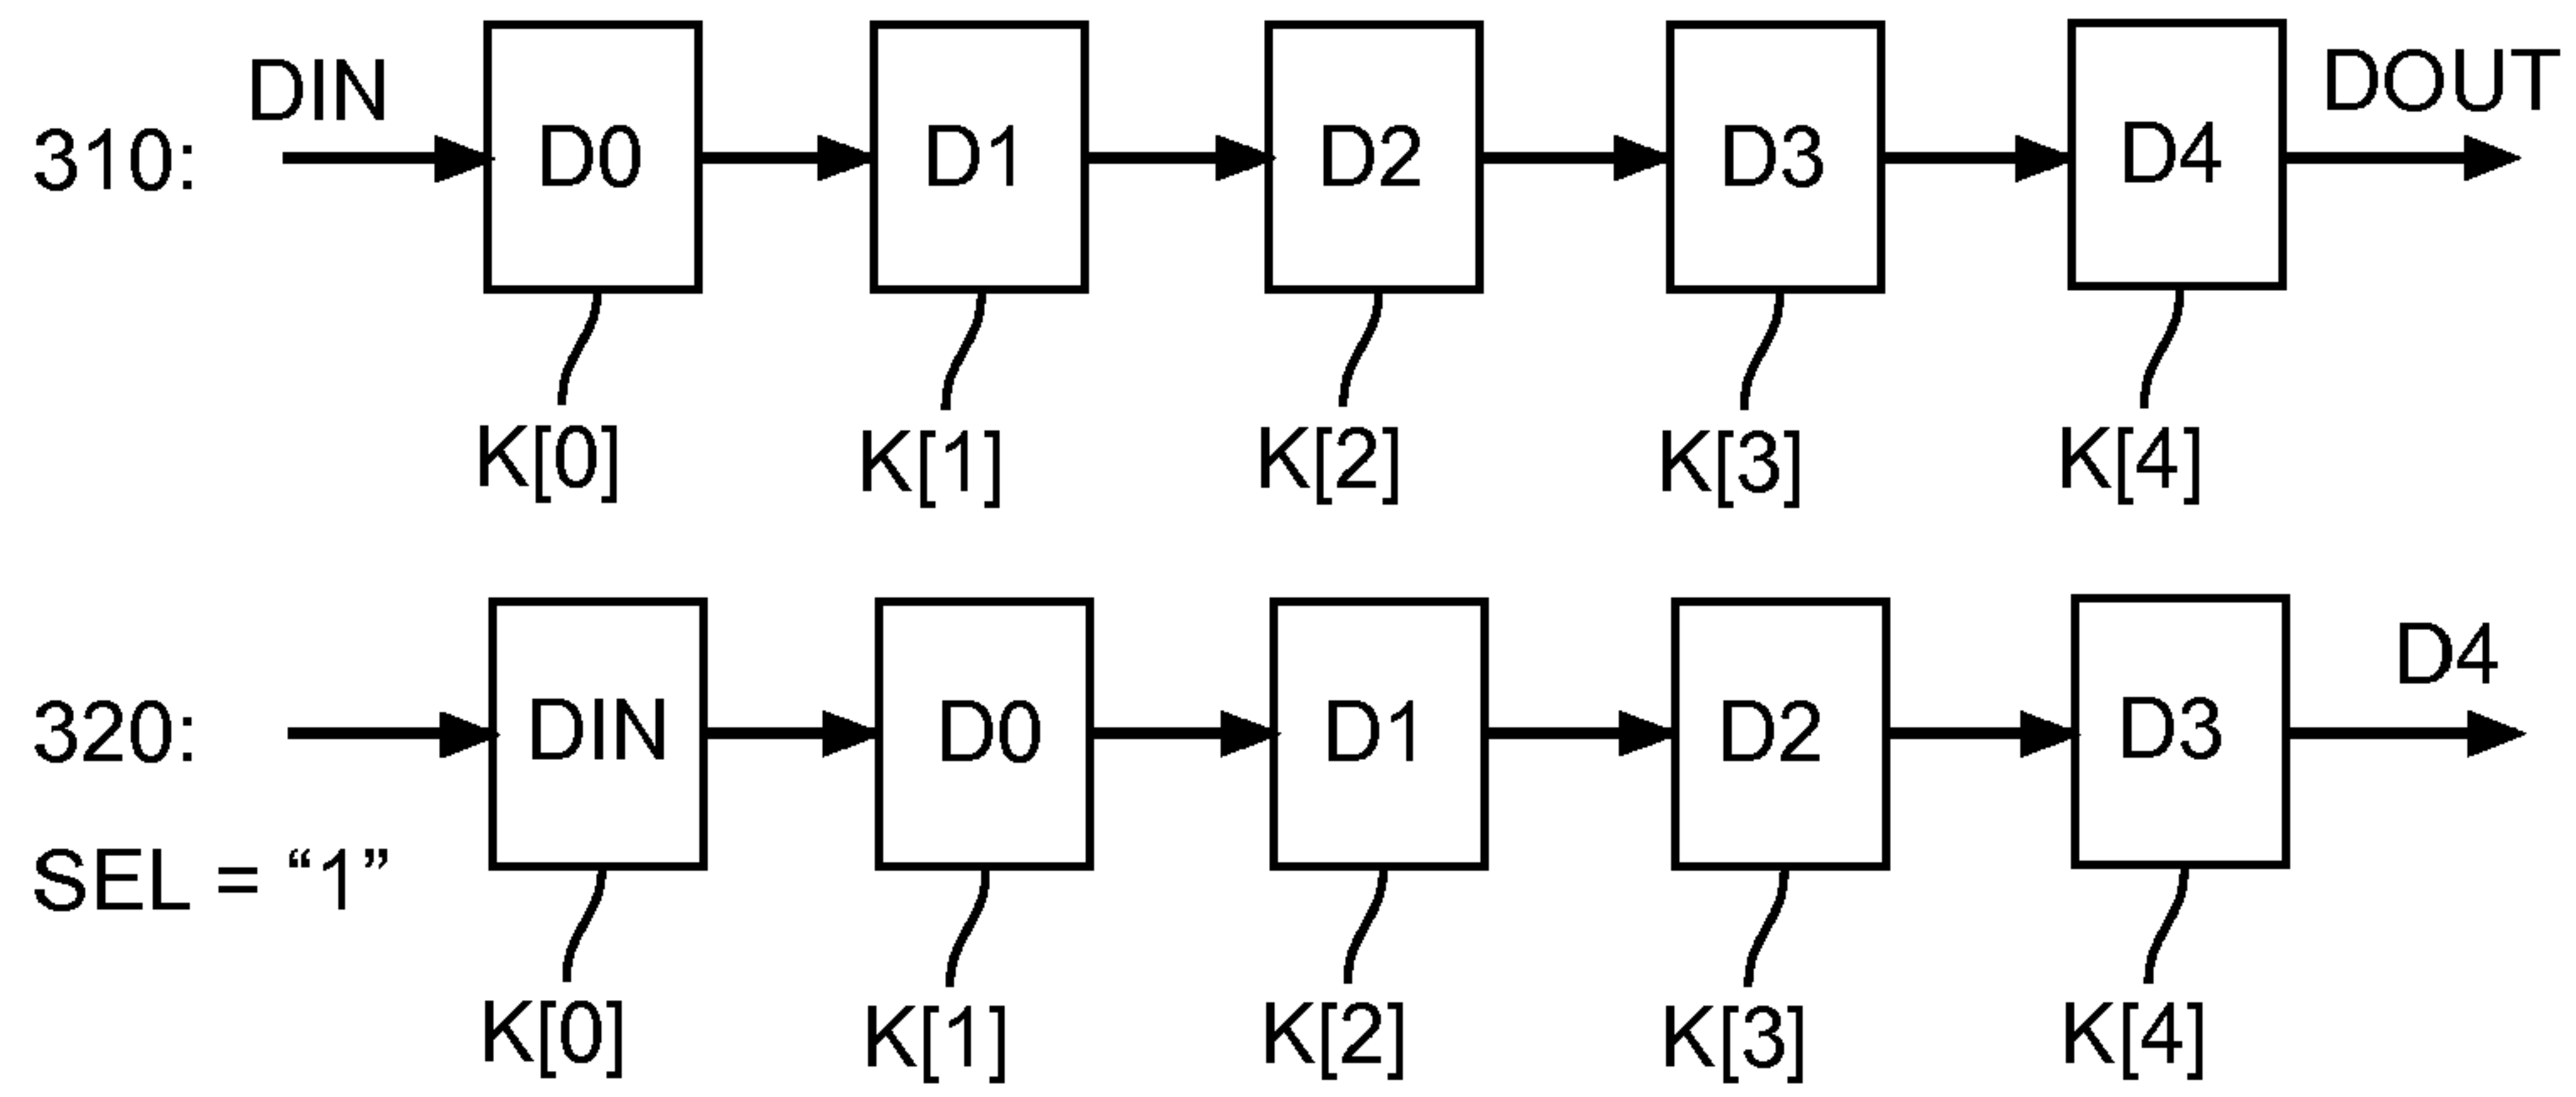 DIN DOUT
310: D0 D1 D2 D3 D4
K[0] K[1] K[2] K[3] K[4]
D4
320: DIN D0 D1 D2 D3
SEL = “1”
K[0] K[1] K[2] K[3] K[4]